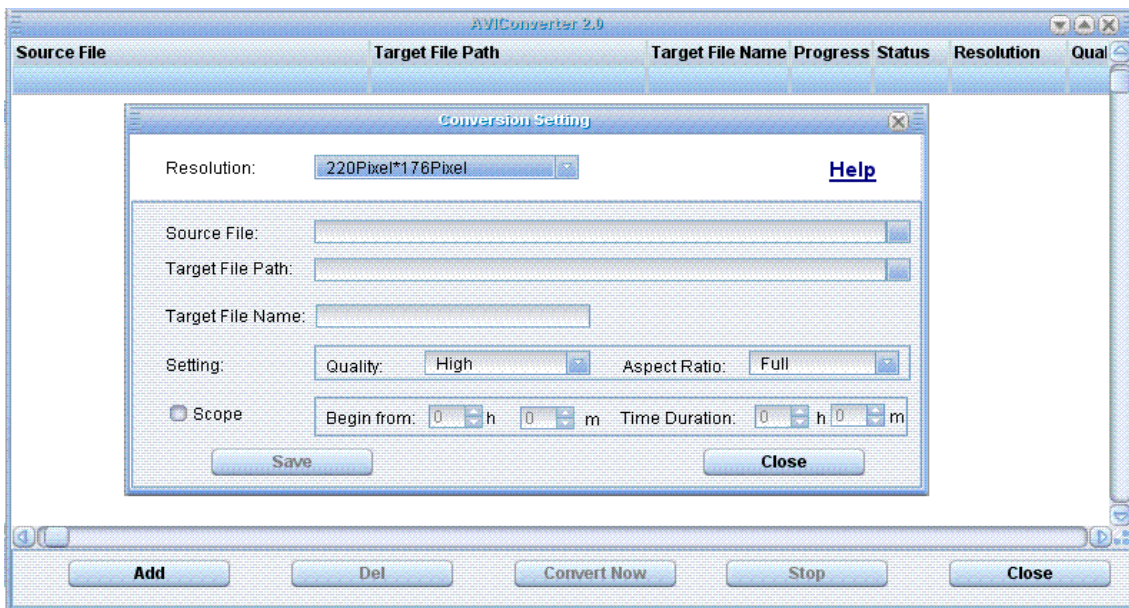 AVIConverter 2.0
Source File Target File Path Target File Name Progress Status Resolution Qual
Conversion Setting
Resolution: 220Pixel*176Pixel Help
Source File:
Target File Path:
Target File Name:
Setting: Quality: High Aspect Ratio: Full
Scope Begin from: 0 h 0 m Time Duration: 0 h 0 m
Save Close
Add Del Convert Now Stop Close